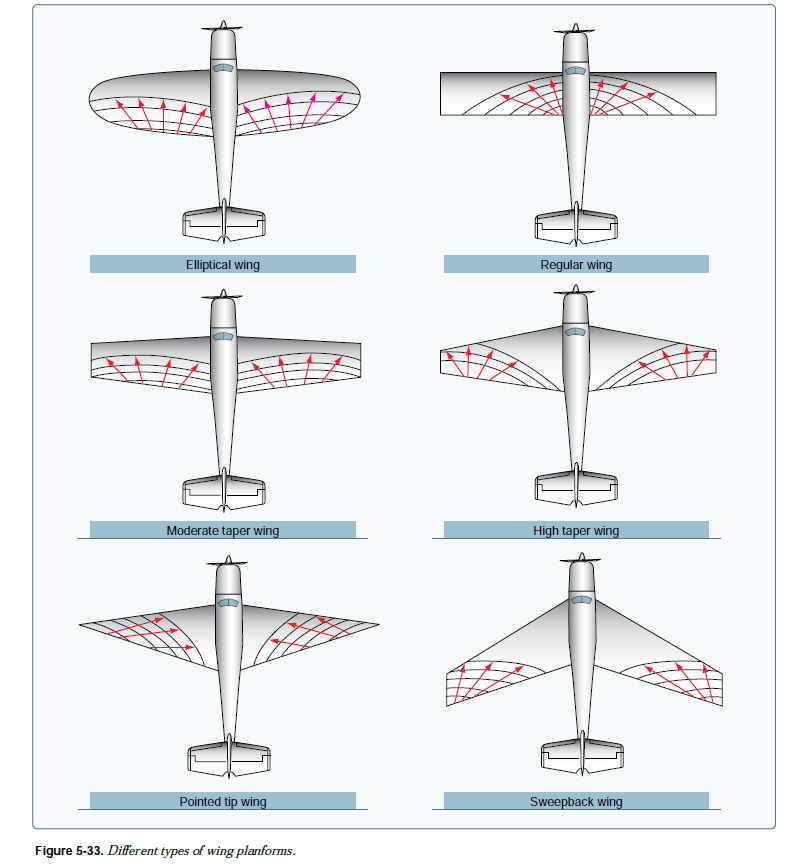 Elliptical wing
Regular wing
Moderate taper wing
High taper wing
Pointed tip wing
Sweepback wing
Figure 5-33. Different types of wing planforms.